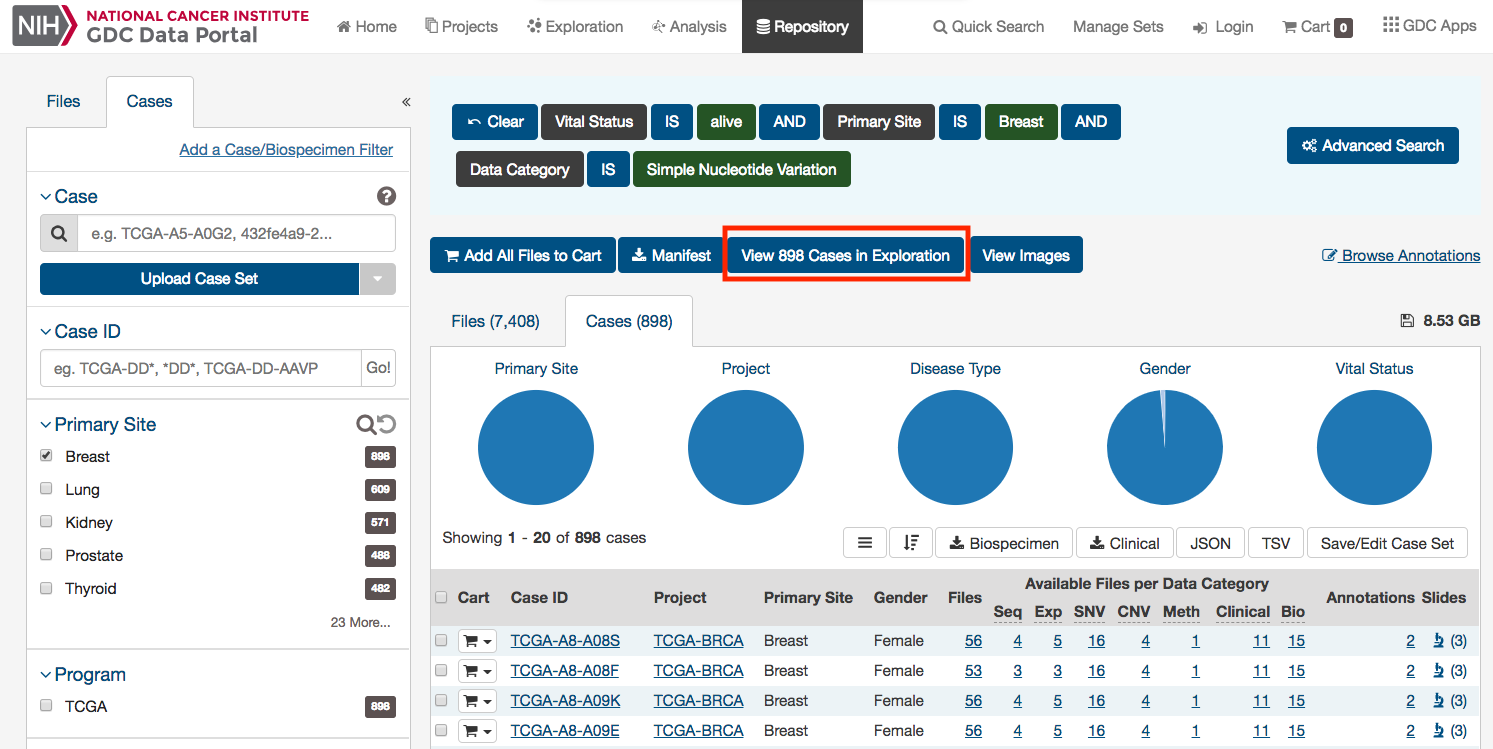 NIH NATIONAL CANCER INSTITUTE
GDC Data Portal
Home Projects Exploration Analysis Repository Quick Search Manage Sets Login Cart 0 GDC Apps
Files Cases «
Add a Case/Biospecimen Filter
Case ?
e.g. TCGA-A5-A0G2, 432fe4a9-2...
Upload Case Set
Case ID
eg. TCGA-DD*, *DD*, TCGA-DD-AAVP Go!
Primary Site
Breast 898
Lung 609
Kidney 571
Prostate 488
Thyroid 482
23 More...
Program
TCGA 898
Clear Vital Status IS alive AND Primary Site IS Breast AND
Data Category IS Simple Nucleotide Variation
Advanced Search
Add All Files to Cart Manifest View 898 Cases in Exploration View Images Browse Annotations
Files (7,408) Cases (898) 8.53 GB
Primary Site Project Disease Type Gender Vital Status
Showing 1 - 20 of 898 cases
Biospecimen Clinical JSON TSV Save/Edit Case Set
Available Files per Data Category
Cart Case ID Project Primary Site Gender Files Annotations Slides
Seq Exp SNV CNV Meth Clinical Bio
TCGA-A8-A08S TCGA-BRCA Breast Female 56 4 5 16 4 1 11 15 2 (3)
TCGA-A8-A08F TCGA-BRCA Breast Female 53 3 3 16 4 1 11 15 2 (3)
TCGA-A8-A09K TCGA-BRCA Breast Female 56 4 5 16 4 1 11 15 2 (3)
TCGA-A8-A09E TCGA-BRCA Breast Female 56 4 5 16 4 1 11 15 2 (3)